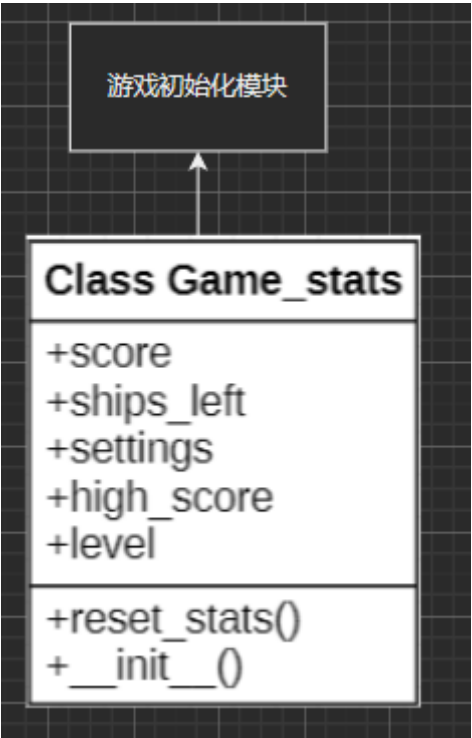 游戏初始化模块
Class Game_stats
+score
+ships_left
+settings
+high_score
+level
+reset_stats()
+__init__()